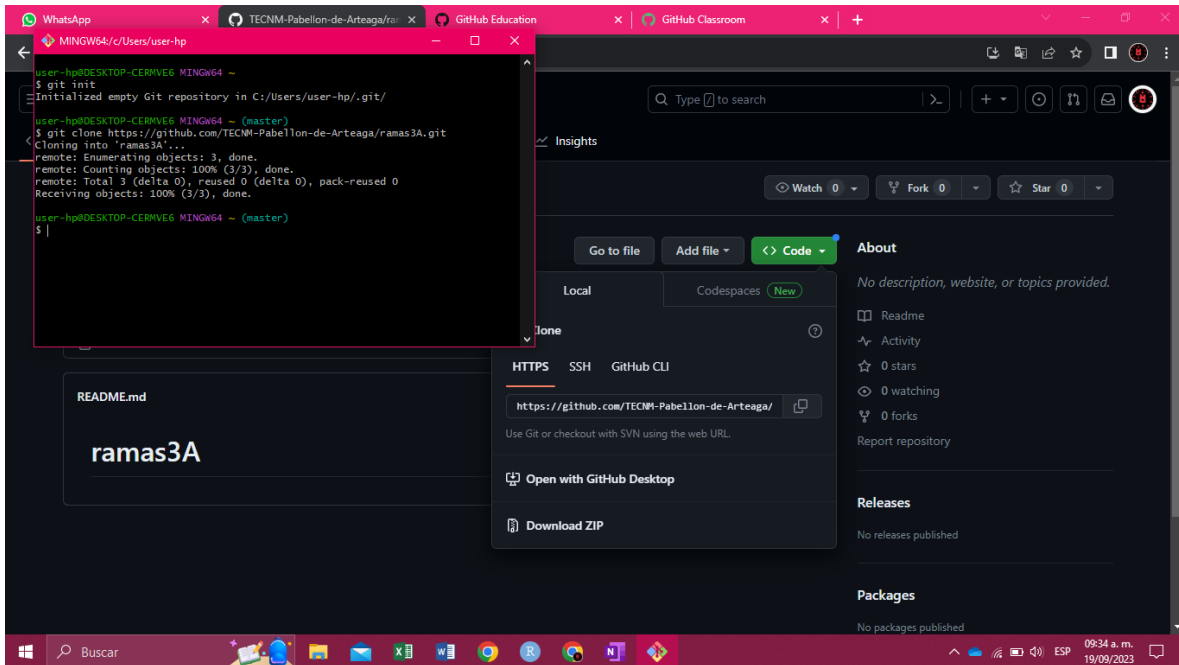 WhatsApp
TECNM-Pabellon-de-Arteaga/ran
GitHub Education
GitHub Classroom
MINGW64:/c/Users/user-hp
user-hp@DESKTOP-CERMVE6 MINGW64 ~
$ git init
Initialized empty Git repository in C:/Users/user-hp/.git/
user-hp@DESKTOP-CERMVE6 MINGW64 ~ (master)
$ git clone https://github.com/TECNM-Pabellon-de-Arteaga/ramas3A.git
Cloning into 'ramas3A'...
remote: Enumerating objects: 3, done.
remote: Counting objects: 100% (3/3), done.
remote: Total 3 (delta 0), reused 0 (delta 0), pack-reused 0
Receiving objects: 100% (3/3), done.
user-hp@DESKTOP-CERMVE6 MINGW64 ~ (master)
$
Type / to search
Insights
Watch 0
Fork 0
Star 0
Go to file
Add file
<> Code
Local
Codespaces New
Clone
HTTPS SSH GitHub CLI
https://github.com/TECNM-Pabellon-de-Arteaga/
Use Git or checkout with SVN using the web URL.
Open with GitHub Desktop
Download ZIP
README.md
ramas3A
About
No description, website, or topics provided.
Readme
Activity
0 stars
0 watching
0 forks
Report repository
Releases
No releases published
Packages
No packages published
Buscar
ESP
09:34 a. m.
19/09/2023